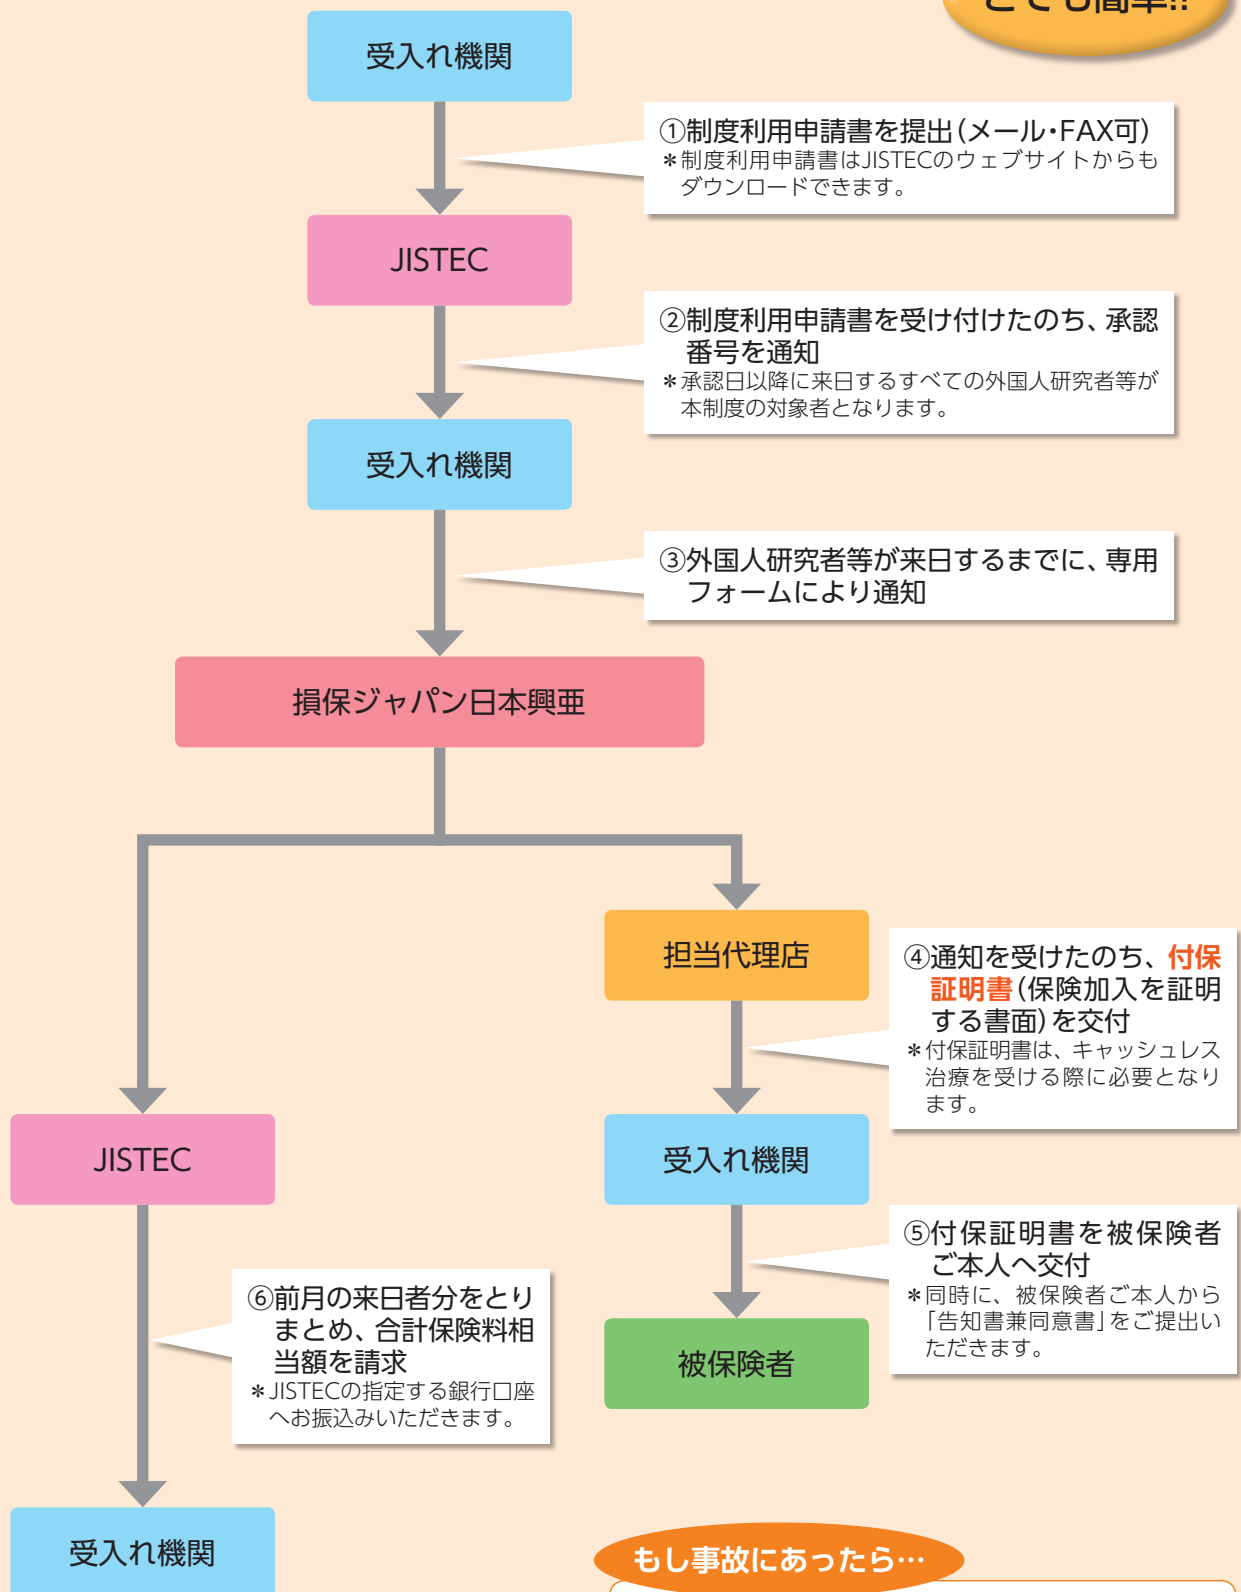 とても簡単!!
受入れ機関
①制度利用申請書を提出(メール・FAX可)
＊制度利用申請書はJISTECのウェブサイトからも
ダウンロードできます。
JISTEC
②制度利用申請書を受け付けたのち、承認
番号を通知
＊承認日以降に来日するすべての外国人研究者等が
本制度の対象者となります。
受入れ機関
③外国人研究者等が来日するまでに、専用
フォームにより通知
損保ジャパン日本興亜
担当代理店
④通知を受けたのち、付保
証明書(保険加入を証明
する書面)を交付
＊付保証明書は、キャッシュレス
治療を受ける際に必要となり
ます。
JISTEC
受入れ機関
⑤付保証明書を被保険者
ご本人へ交付
＊同時に、被保険者ご本人から
「告知書兼同意書」をご提出い
ただきます。
⑥前月の来日者分をとり
まとめ、合計保険料相
当額を請求
＊JISTECの指定する銀行口座
へお振込みいただきます。
被保険者
受入れ機関
もし事故にあったら…